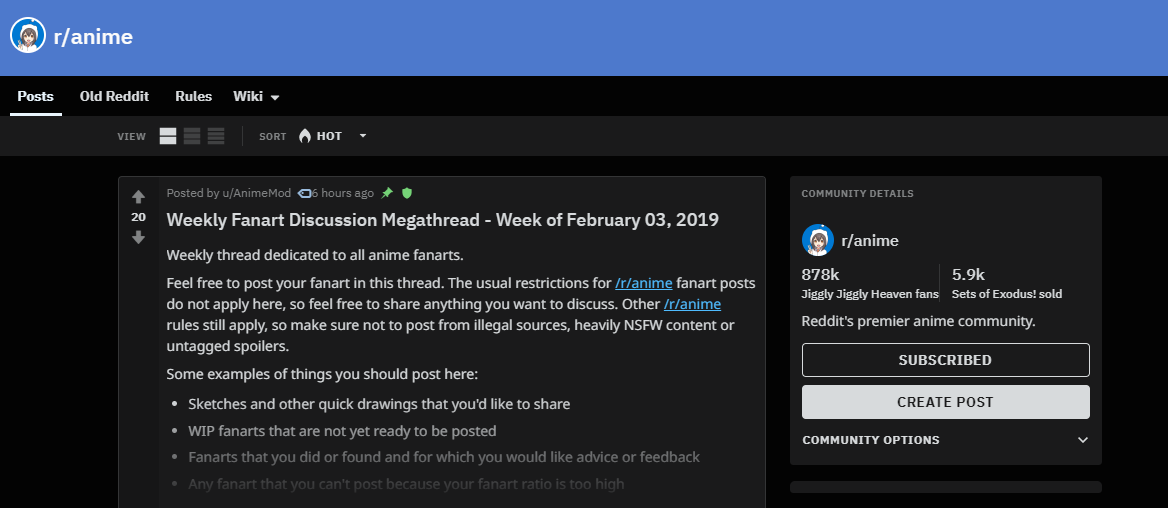 r/anime
Posts Old Reddit Rules Wiki
VIEW SORT HOT
Posted by u/AnimeMod 6 hours ago
20
Weekly Fanart Discussion Megathread - Week of February 03, 2019
Weekly thread dedicated to all anime fanarts.
Feel free to post your fanart in this thread. The usual restrictions for /r/anime fanart posts
do not apply here, so feel free to share anything you want to discuss. Other /r/anime
rules still apply, so make sure not to post from illegal sources, heavily NSFW content or
untagged spoilers.
Some examples of things you should post here:
• Sketches and other quick drawings that you'd like to share
• WIP fanarts that are not yet ready to be posted
• Fanarts that you did or found and for which you would like advice or feedback
• Any fanart that you can't post because your fanart ratio is too high
COMMUNITY DETAILS
r/anime
878k 5.9k
Jiggly Jiggly Heaven fans Sets of Exodus! sold
Reddit's premier anime community.
SUBSCRIBED
CREATE POST
COMMUNITY OPTIONS